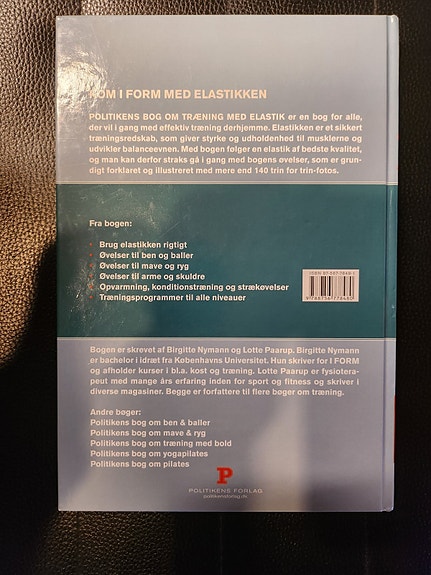 KOM I FORM MED ELASTIKKEN
POLITIKENS BOG OM TRÆNING MED ELASTIK er en bog for alle,
der vil i gang med effektiv træning derhjemme. Elastikken er et sikkert
træningsredskab, som giver styrke og udholdenhed til musklerne og
udvikler balanceevnen. Med bogen følger en elastik af bedste kvalitet,
og man kan derfor straks gå i gang med bogens øvelser, som er grun-
digt forklaret og illustreret med mere end 140 trin for trin-fotos.
Fra bogen:
• Brug elastikken rigtigt
• Øvelser til ben og baller
• Øvelser til mave og ryg
• Øvelser til arme og skuldre
• Opvarmning, konditionstræning og strækøvelser
• Træningsprogrammer til alle niveauer
Bogen er skrevet af Birgitte Nymann og Lotte Paarup. Birgitte Nymann
er bachelor i idræt fra Københavns Universitet. Hun skriver for I FORM
og afholder kurser i bl.a. kost og træning. Lotte Paarup er fysiotera-
peut med mange års erfaring inden for sport og fitness og skriver i
diverse magasiner. Begge er forfattere til flere bøger om træning.
Andre bøger:
Politikens bog om ben & baller
Politikens bog om mave & ryg
Politikens bog om træning med bold
Politikens bog om yogapilates
Politikens bog om pilates
P
POLITIKENS FORLAG
politikensforlag.dk